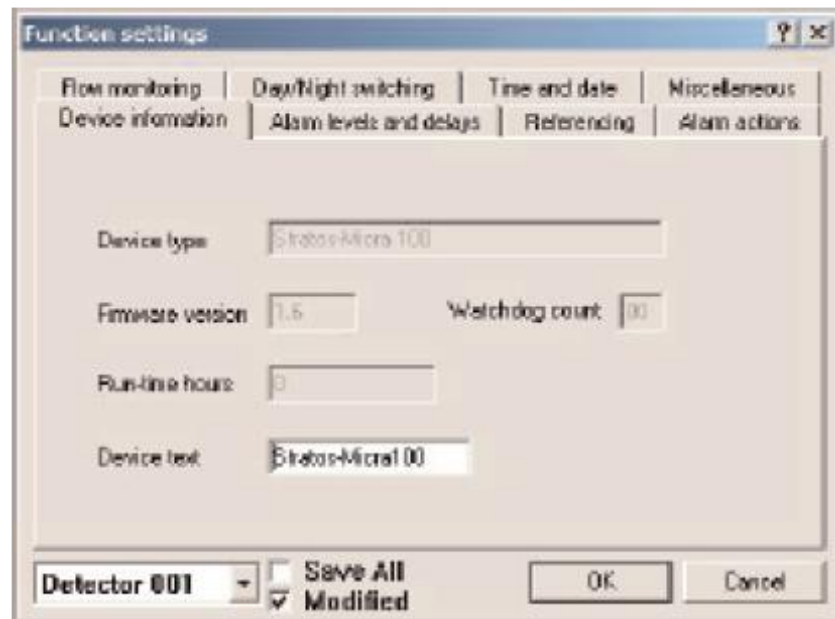 Function settings
Flow monitoring
Day/Night switching
Time and date
Miscellaneous
Device information
Alarm levels and delays
Referencing
Alarm actions
Device type
Stratos-Micra 100
Firmware version
1.6
Watchdog count
00
Run-time hours
0
Device text
Stratos-Micra100
Detector 001
Save All
Modified
OK
Cancel